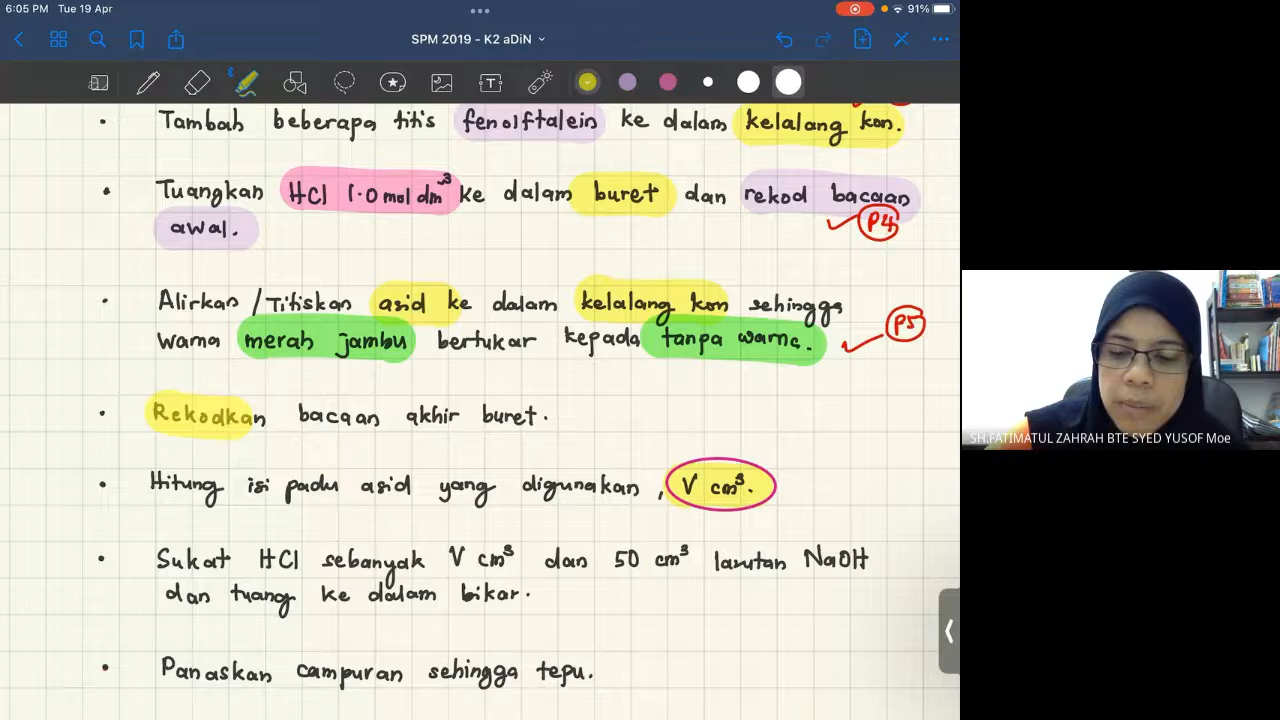 6:05 PM Tue 19 Apr
91%
SPM 2019 - K2 aDiN
Tambah beberapa titis fenolftalein ke dalam kelalang kon.
Tuangkan HCl 1.0 mol dm⁻³ ke dalam buret dan rekod bacaan
awal.
P4
Alirkan / Titiskan asid ke dalam kelalang kon sehingga
warna merah jambu bertukar kepada tanpa warna.
P5
Rekodkan bacaan akhir buret.
Hitung isi padu asid yang digunakan, V cm³.
Sukat HCl sebanyak V cm³ dan 50 cm³ larutan NaOH
dan tuang ke dalam bikar.
Panaskan campuran sehingga tepu.
SH.FATIMATUL ZAHRAH BTE SYED YUSOF Moe